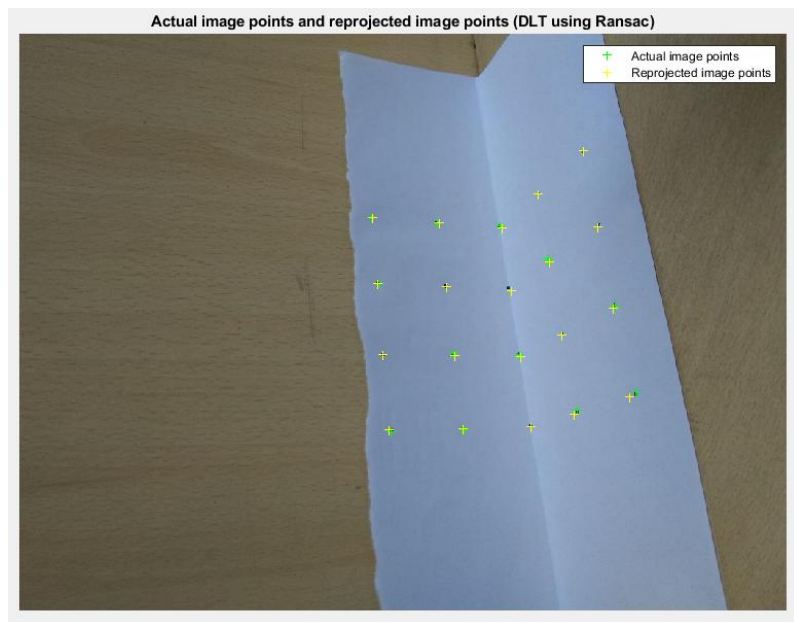 Actual image points and reprojected image points (DLT using Ransac)
Actual image points
Reprojected image points